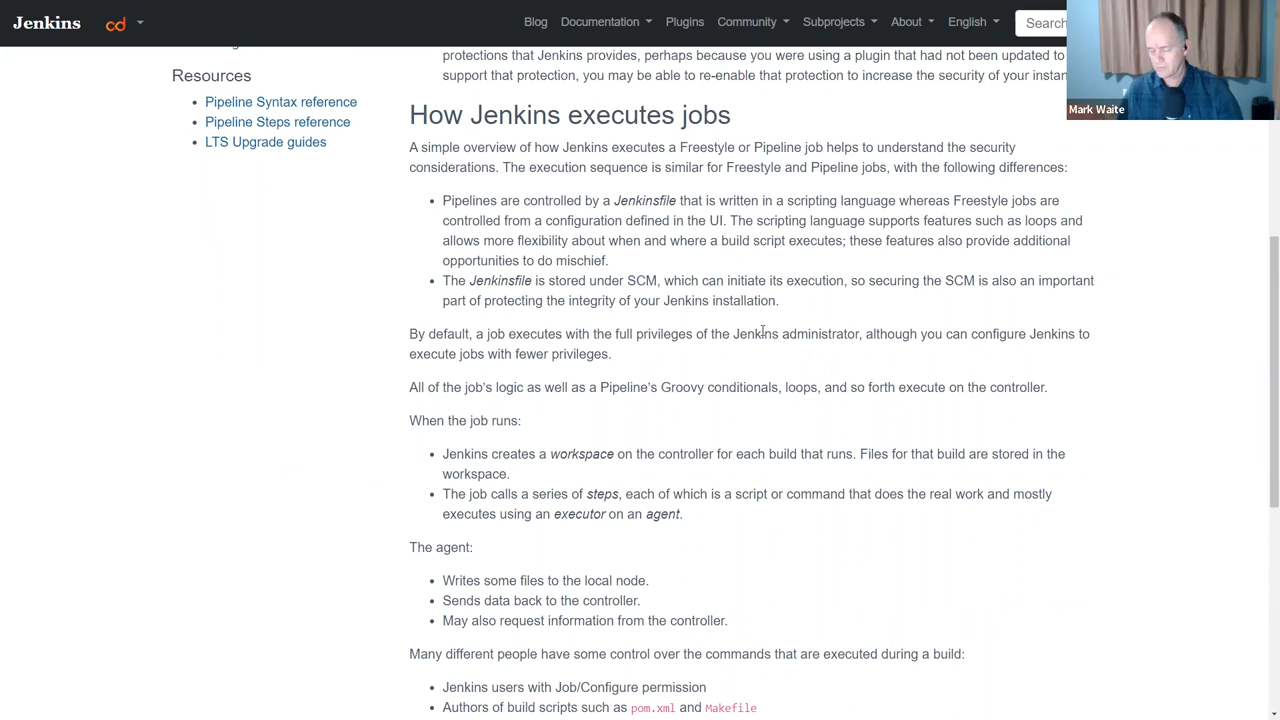 Jenkins
cd
Blog Documentation Plugins Community Subprojects About English Search
Mark Waite
Resources
Pipeline Syntax reference
Pipeline Steps reference
LTS Upgrade guides
protections that Jenkins provides, perhaps because you were using a plugin that had not been updated to
support that protection, you may be able to re-enable that protection to increase the security of your
How Jenkins executes jobs
A simple overview of how Jenkins executes a Freestyle or Pipeline job helps to understand the security
considerations. The execution sequence is similar for Freestyle and Pipeline jobs, with the following differences:
Pipelines are controlled by a Jenkinsfile that is written in a scripting language whereas Freestyle jobs are
controlled from a configuration defined in the UI. The scripting language supports features such as loops and
allows more flexibility about when and where a build script executes; these features also provide additional
opportunities to do mischief.
The Jenkinsfile is stored under SCM, which can initiate its execution, so securing the SCM is also an important
part of protecting the integrity of your Jenkins installation.
By default, a job executes with the full privileges of the Jenkins administrator, although you can configure Jenkins to
execute jobs with fewer privileges.
All of the job's logic as well as a Pipeline's Groovy conditionals, loops, and so forth execute on the controller.
When the job runs:
Jenkins creates a workspace on the controller for each build that runs. Files for that build are stored in the
workspace.
The job calls a series of steps, each of which is a script or command that does the real work and mostly
executes using an executor on an agent.
The agent:
Writes some files to the local node.
Sends data back to the controller.
May also request information from the controller.
Many different people have some control over the commands that are executed during a build:
Jenkins users with Job/Configure permission
Authors of build scripts such as pom.xml and Makefile